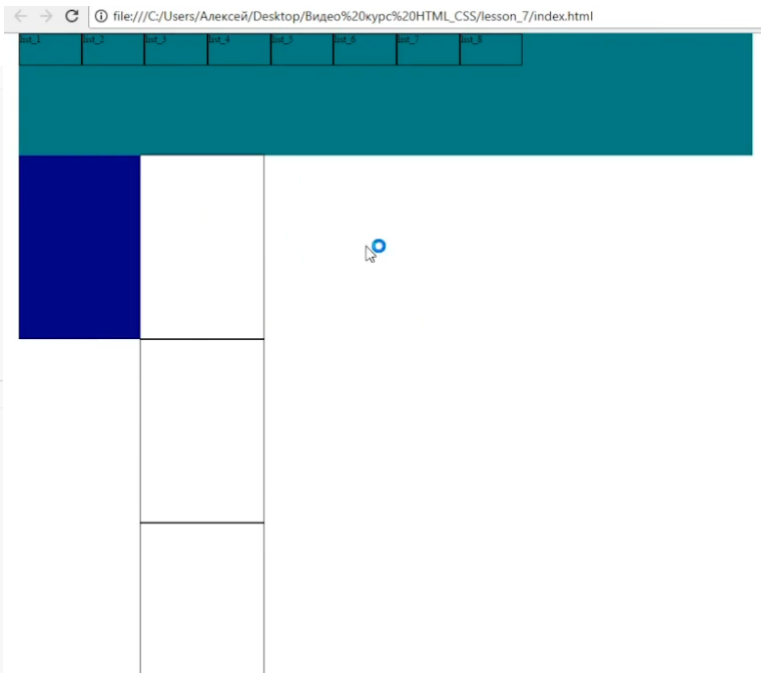 file:///C:/Users/Алексей/Desktop/Видео%20курс%20HTML_CSS/lesson_7/index.html
list_1 list_2 list_3 list_4 list_5 list_6 list_7 list_8